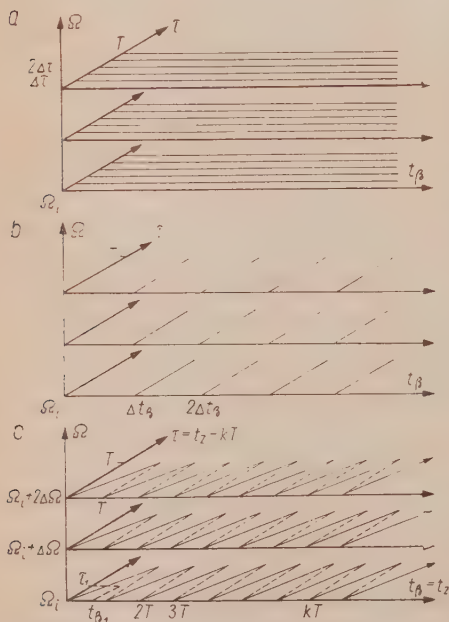 a
Ω
T
τ
2Δτ
Δτ
Ω_i
t_β
b
Ω
Ω_i
Δt_β
2Δt_β
t_β
c
Ω
T
τ = t_z − kT
Ω_i+2ΔΩ
T
Ω_i+ΔΩ
τ_1
Ω_i
t_β1
2T
3T
kT
t_β = t_z